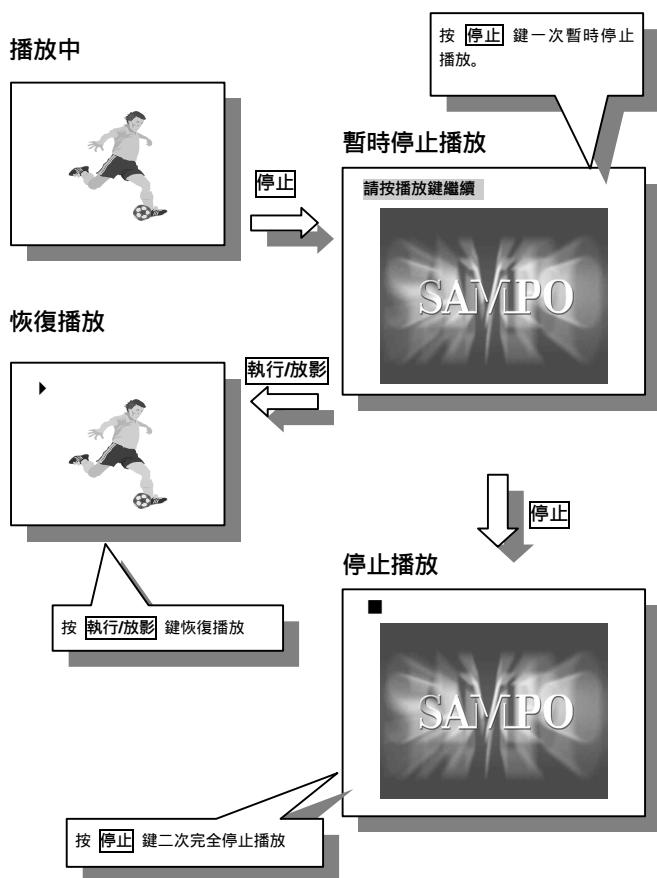 播放中
按 停止 鍵一次暫時停止
播放。
暫時停止播放
停止
請按播放鍵繼續
SAMPO
恢復播放
執行/放影
停止
停止播放
按 執行/放影 鍵恢復播放
■
SAMPO
按 停止 鍵二次完全停止播放